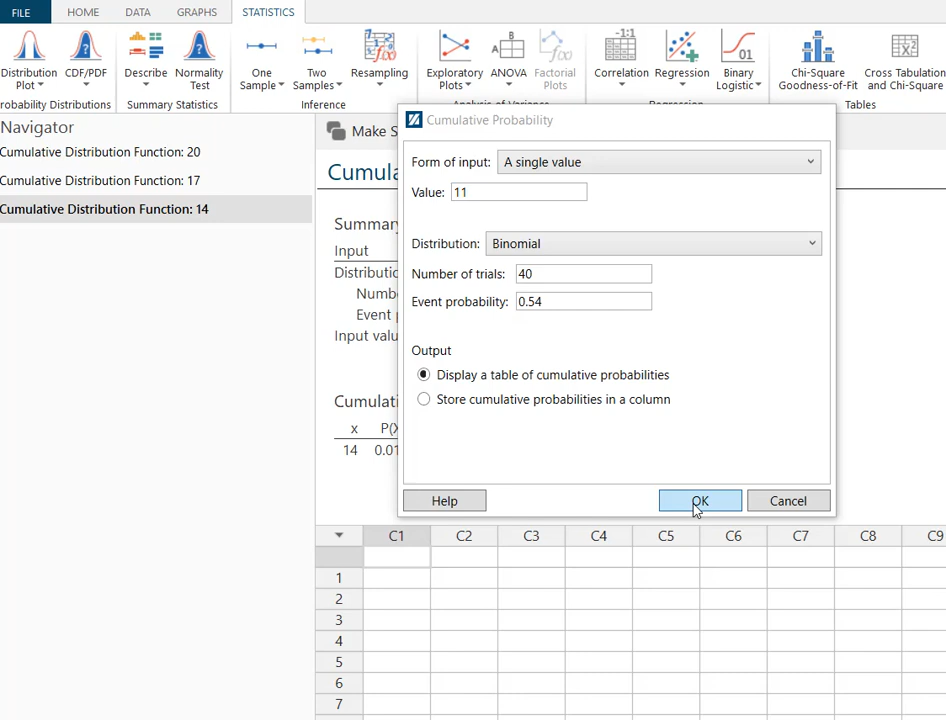 FILE HOME DATA GRAPHS STATISTICS
Distribution Plot CDF/PDF Describe Normality Test One Sample Two Samples Resampling Exploratory Plots ANOVA Factorial Plots Correlation Regression Binary Logistic Chi-Square Goodness-of-Fit Cross Tabulation and Chi-Square
robability Distributions Summary Statistics Inference Tables
Navigator
Cumulative Distribution Function: 20
Cumulative Distribution Function: 17
Cumulative Distribution Function: 14
Make S
Cumula
Summary
Input
Distributio
Numbe
Event p
Input valu
Cumulati
x P(X
14 0.01
Cumulative Probability
Form of input: A single value
Value: 11
Distribution: Binomial
Number of trials: 40
Event probability: 0.54
Output
Display a table of cumulative probabilities
Store cumulative probabilities in a column
Help OK Cancel
C1 C2 C3 C4 C5 C6 C7 C8 C9
1
2
3
4
5
6
7